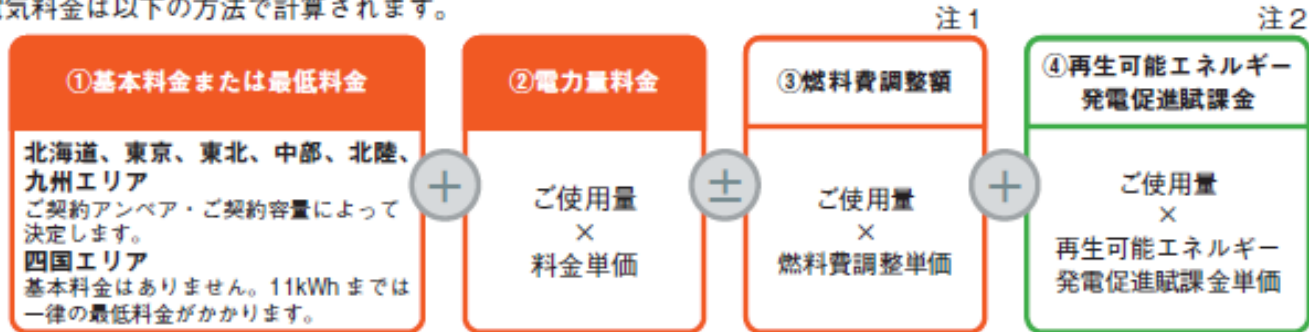 気料金は以下の方法で計算されます。
注1
注2
①基本料金または最低料金
北海道、東京、東北、中部、北陸、
九州エリア
ご契約アンペア・ご契約容量によって
決定します。
四国エリア
基本料金はありません。11kWhまでは
一律の最低料金がかかります。
+
②電力量料金
ご使用量
×
料金単価
±
③燃料費調整額
ご使用量
×
燃料費調整単価
+
④再生可能エネルギー
発電促進賦課金
ご使用量
×
再生可能エネルギー
発電促進賦課金単価